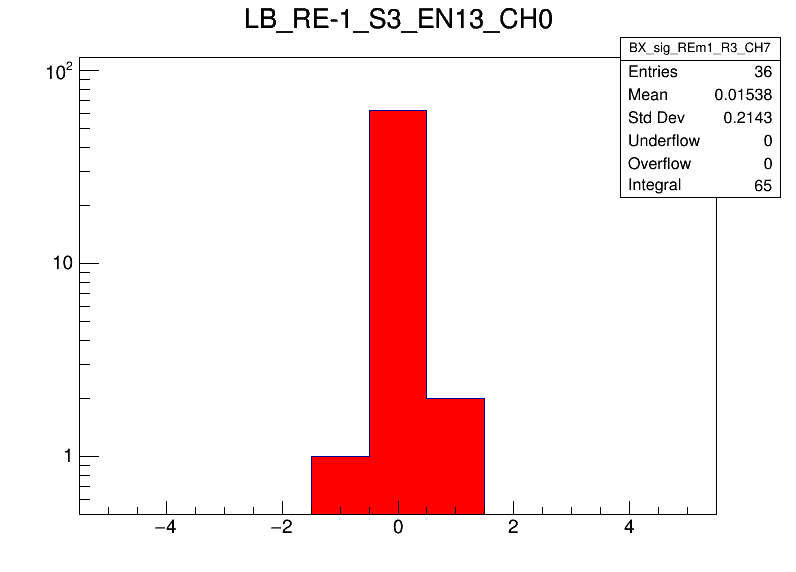 LB_RE-1_S3_EN13_CH0
BX_sig_REm1_R3_CH7
Entries 36
Mean 0.01538
Std Dev 0.2143
Underflow 0
Overflow 0
Integral 65
10²
10
1
−4 −2 0 2 4